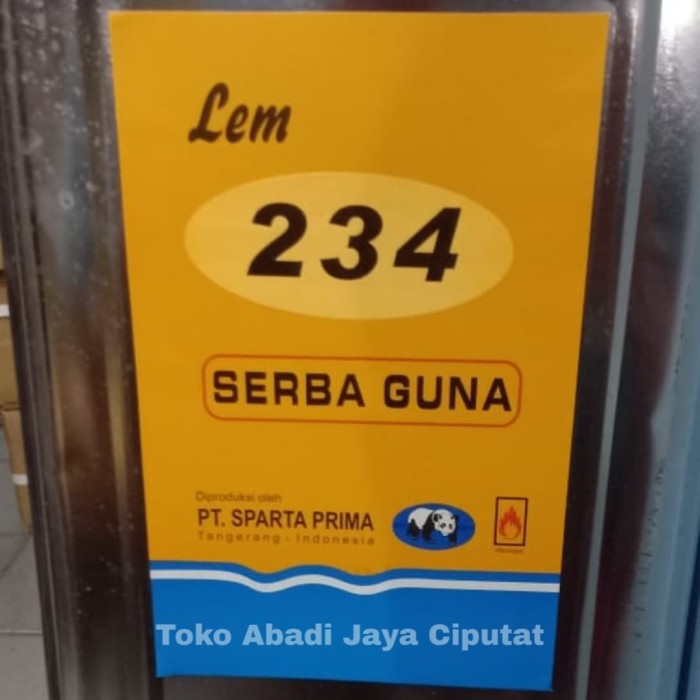 Lem
234
SERBA GUNA
Diproduksi oleh
PT. SPARTA PRIMA
Tangerang - Indonesia
Toko Abadi Jaya Ciputat